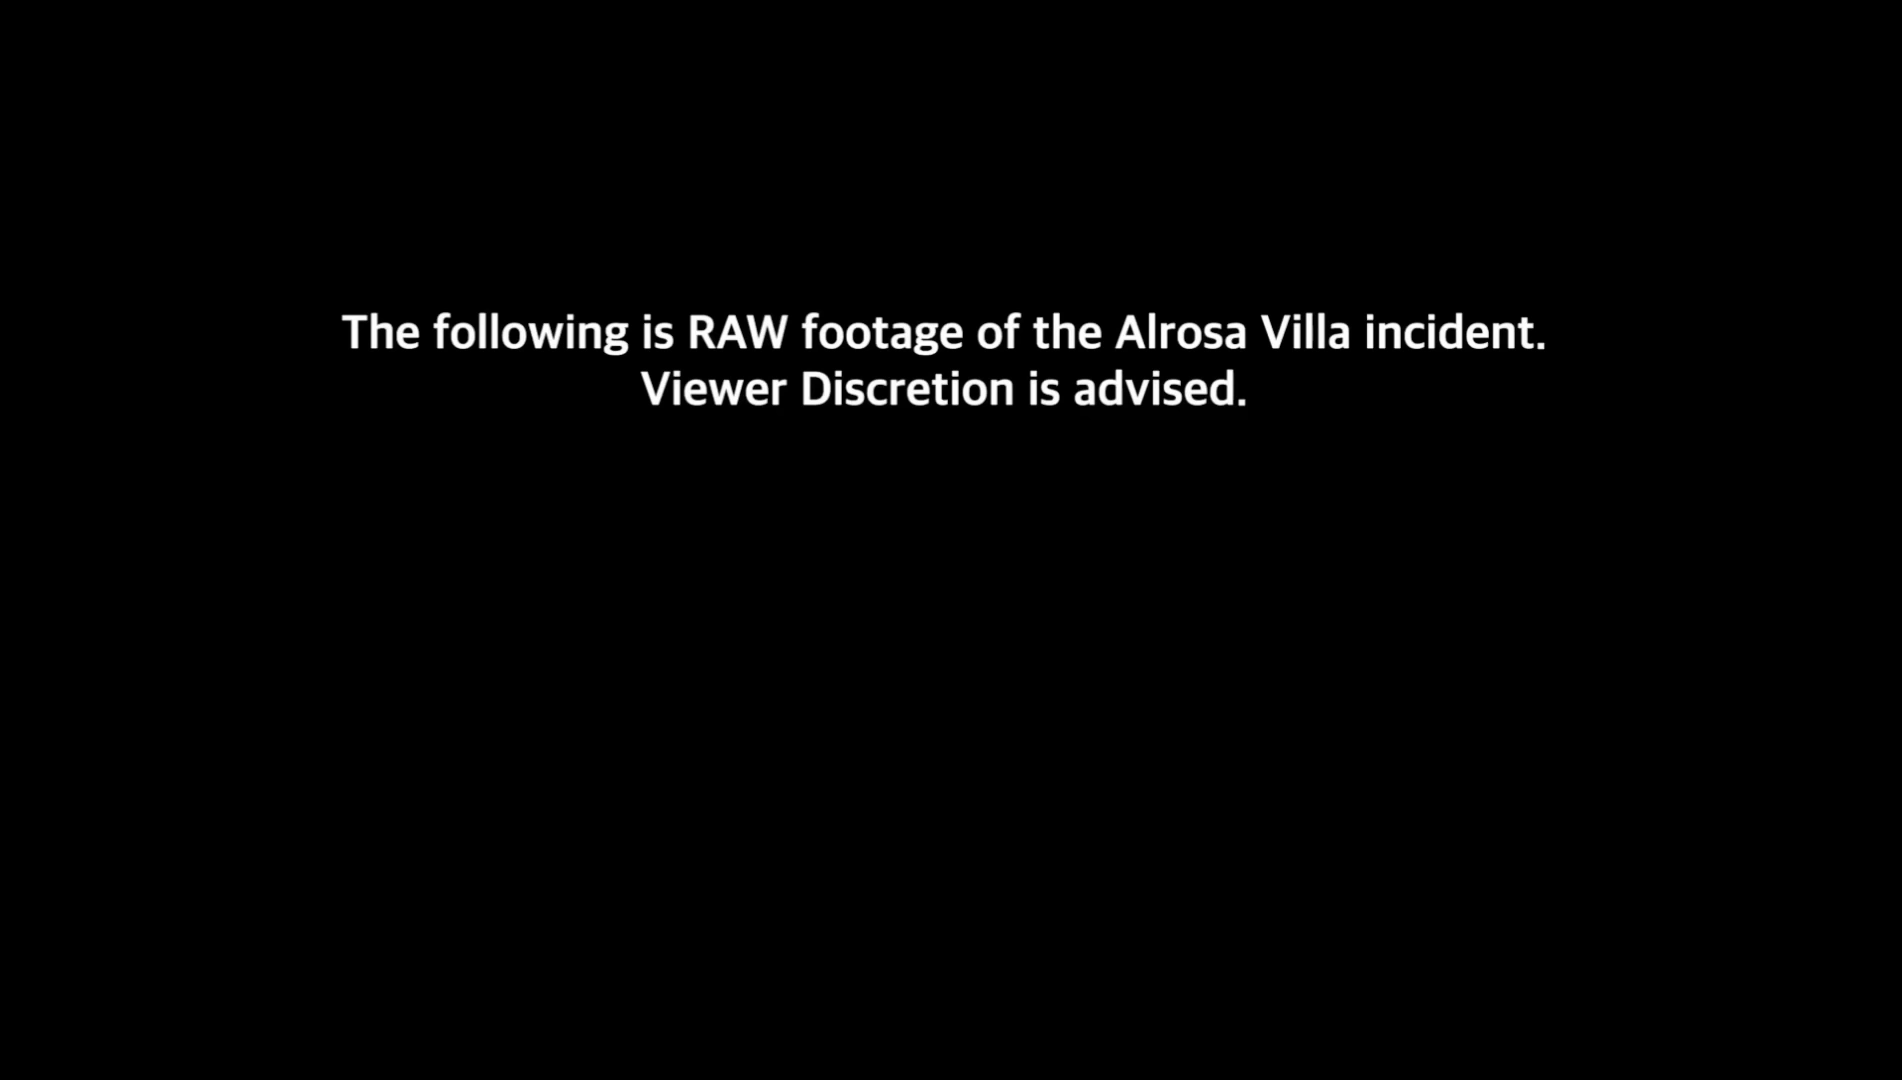 The following is RAW footage of the Alrosa Villa incident.
Viewer Discretion is advised.